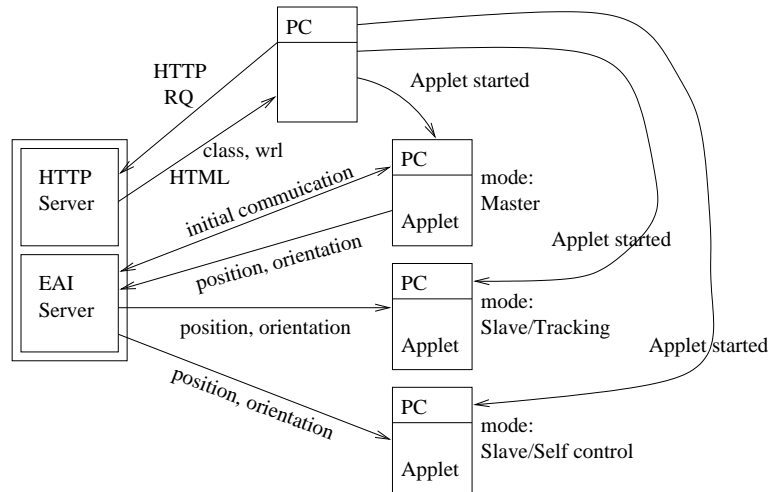 PC
HTTP
RQ
Applet started
class, wrl
HTML
HTTP
Server
PC
mode:
Master
Applet
initial commuication
position, orientation
Applet started
EAI
Server
PC
mode:
Slave/Tracking
Applet
position, orientation
Applet started
position, orientation
PC
mode:
Slave/Self control
Applet